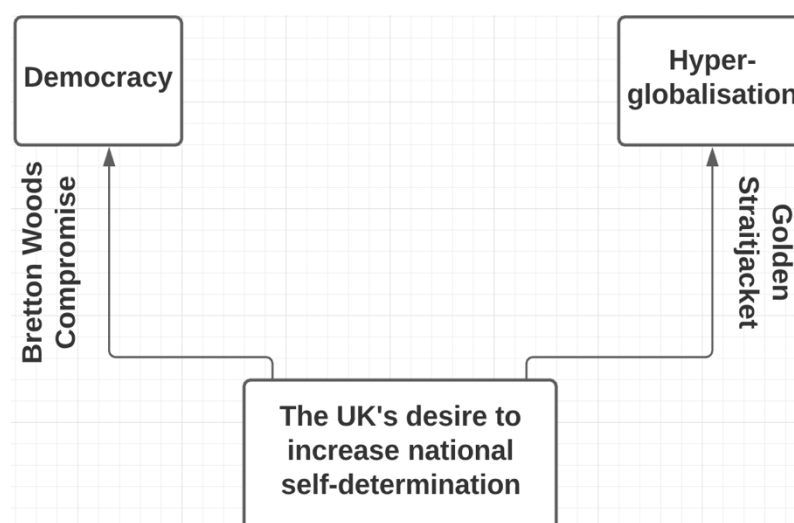 Democracy
Hyper-
globalisation
Bretton Woods
Compromise
Golden
Straitjacket
The UK's desire to
increase national
self-determination